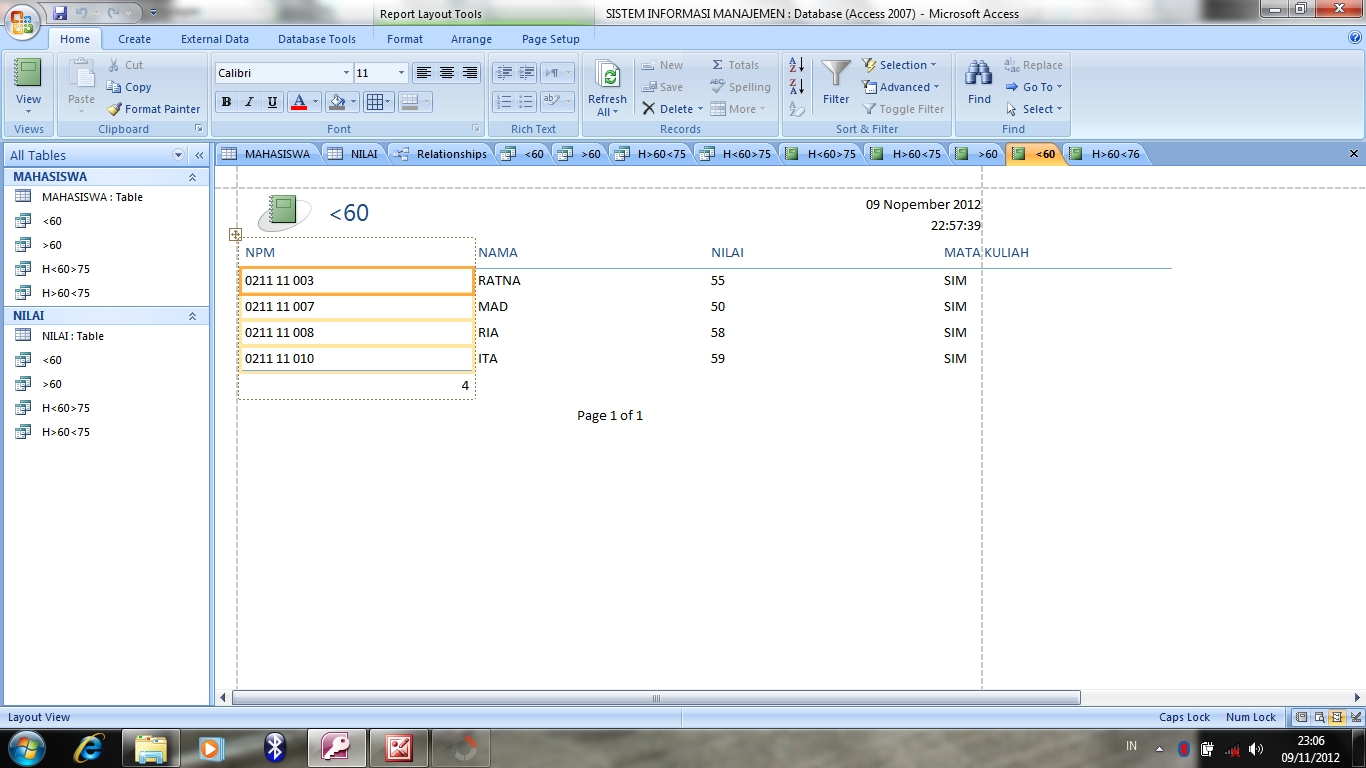 Report Layout Tools SISTEM INFORMASI MANAJEMEN : Database (Access 2007) - Microsoft Access
Home Create External Data Database Tools Format Arrange Page Setup
View
Views
Paste
Cut
Copy
Format Painter
Clipboard
Calibri 11
B I U A
Font
Rich Text
Refresh All
New
Save
Delete
Totals
Spelling
More
Records
Filter
Selection
Advanced
Toggle Filter
Sort & Filter
Find
Replace
Go To
Select
Find
All Tables
MAHASISWA
MAHASISWA : Table
<60
>60
H<60>75
H>60<75
NILAI
NILAI : Table
<60
>60
H<60>75
H>60<75
MAHASISWA NILAI Relationships <60 >60 H>60<75 H<60>75 H<60>75 H>60<75 >60 <60 H>60<76
<60
09 Nopember 2012
22:57:39
NPM NAMA NILAI MATA KULIAH
0211 11 003 RATNA 55 SIM
0211 11 007 MAD 50 SIM
0211 11 008 RIA 58 SIM
0211 11 010 ITA 59 SIM
4
Page 1 of 1
Layout View Caps Lock Num Lock
IN 23:06
09/11/2012